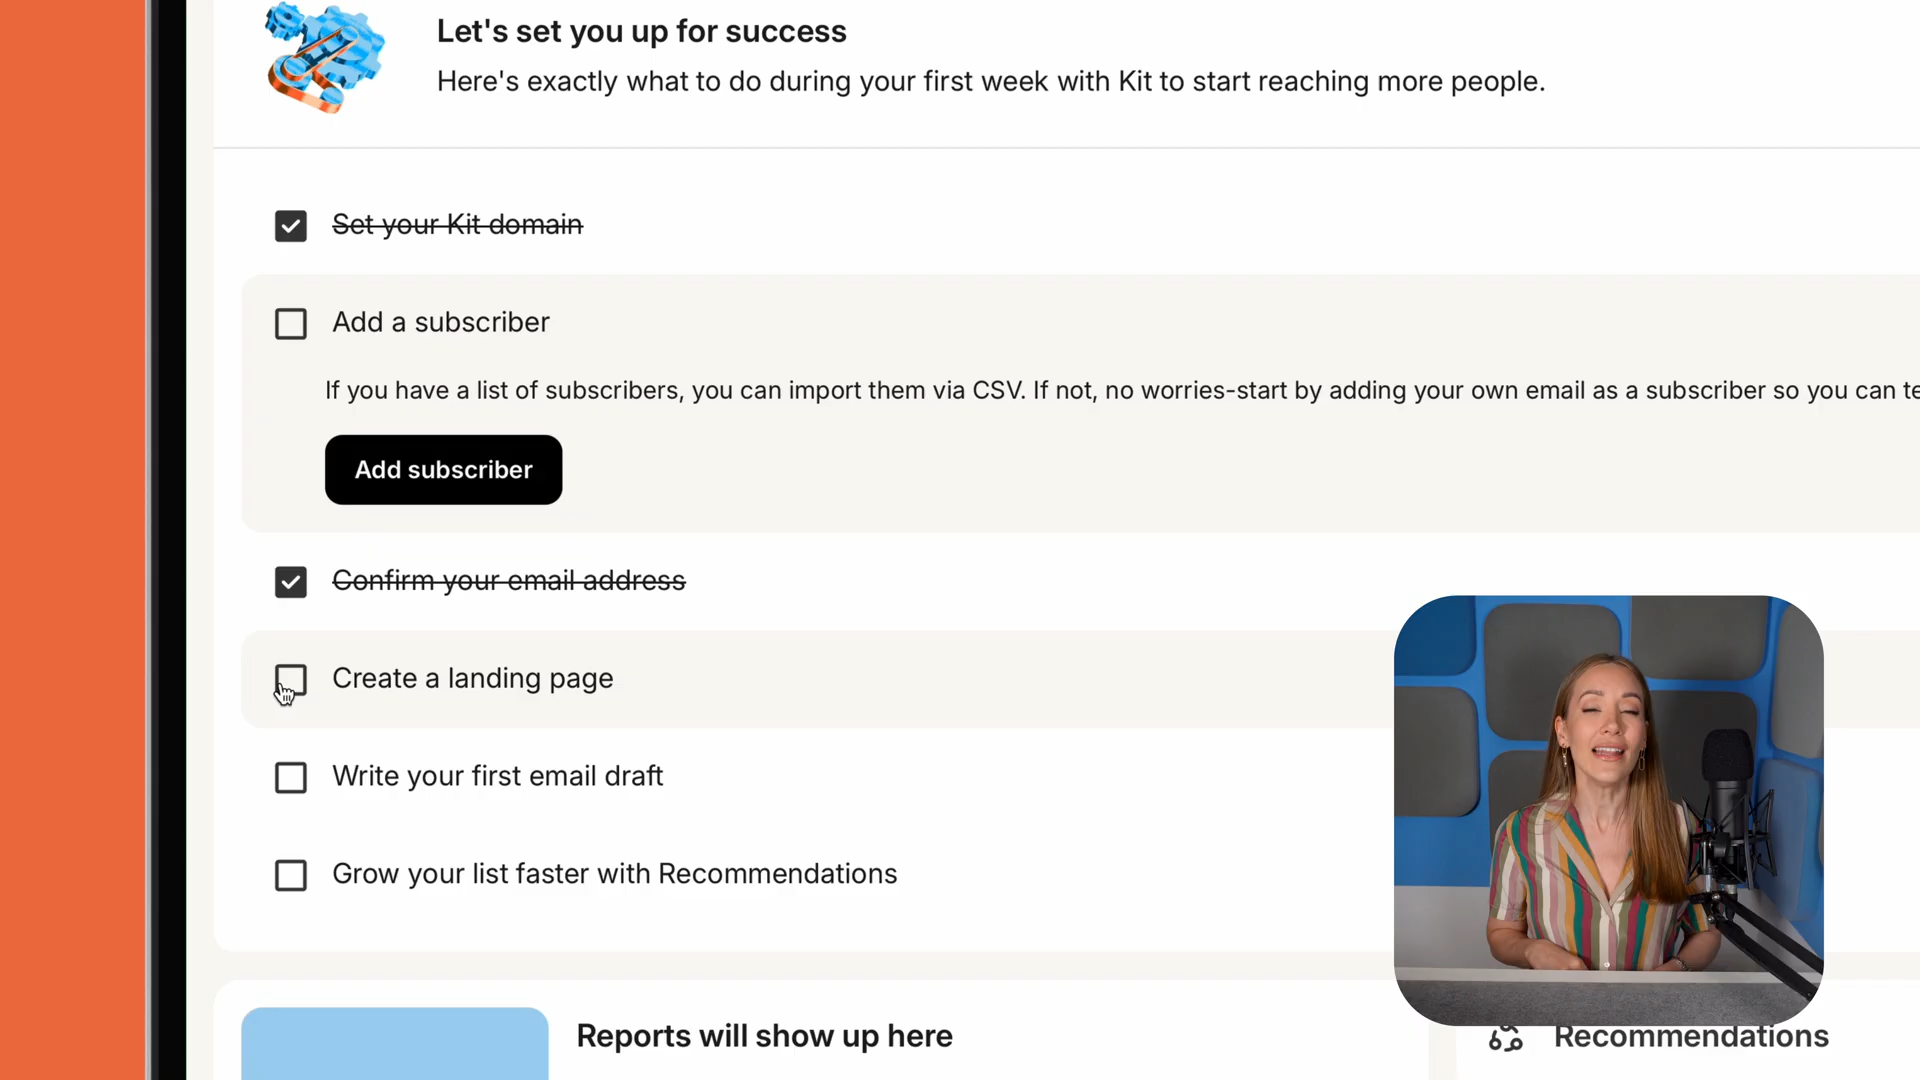 Let's set you up for success
Here's exactly what to do during your first week with Kit to start reaching more people.
Set your Kit domain
Add a subscriber
If you have a list of subscribers, you can import them via CSV. If not, no worries-start by adding your own email as a subscriber so you can te
Add subscriber
Confirm your email address
Create a landing page
Write your first email draft
Grow your list faster with Recommendations
Reports will show up here
Recommendations